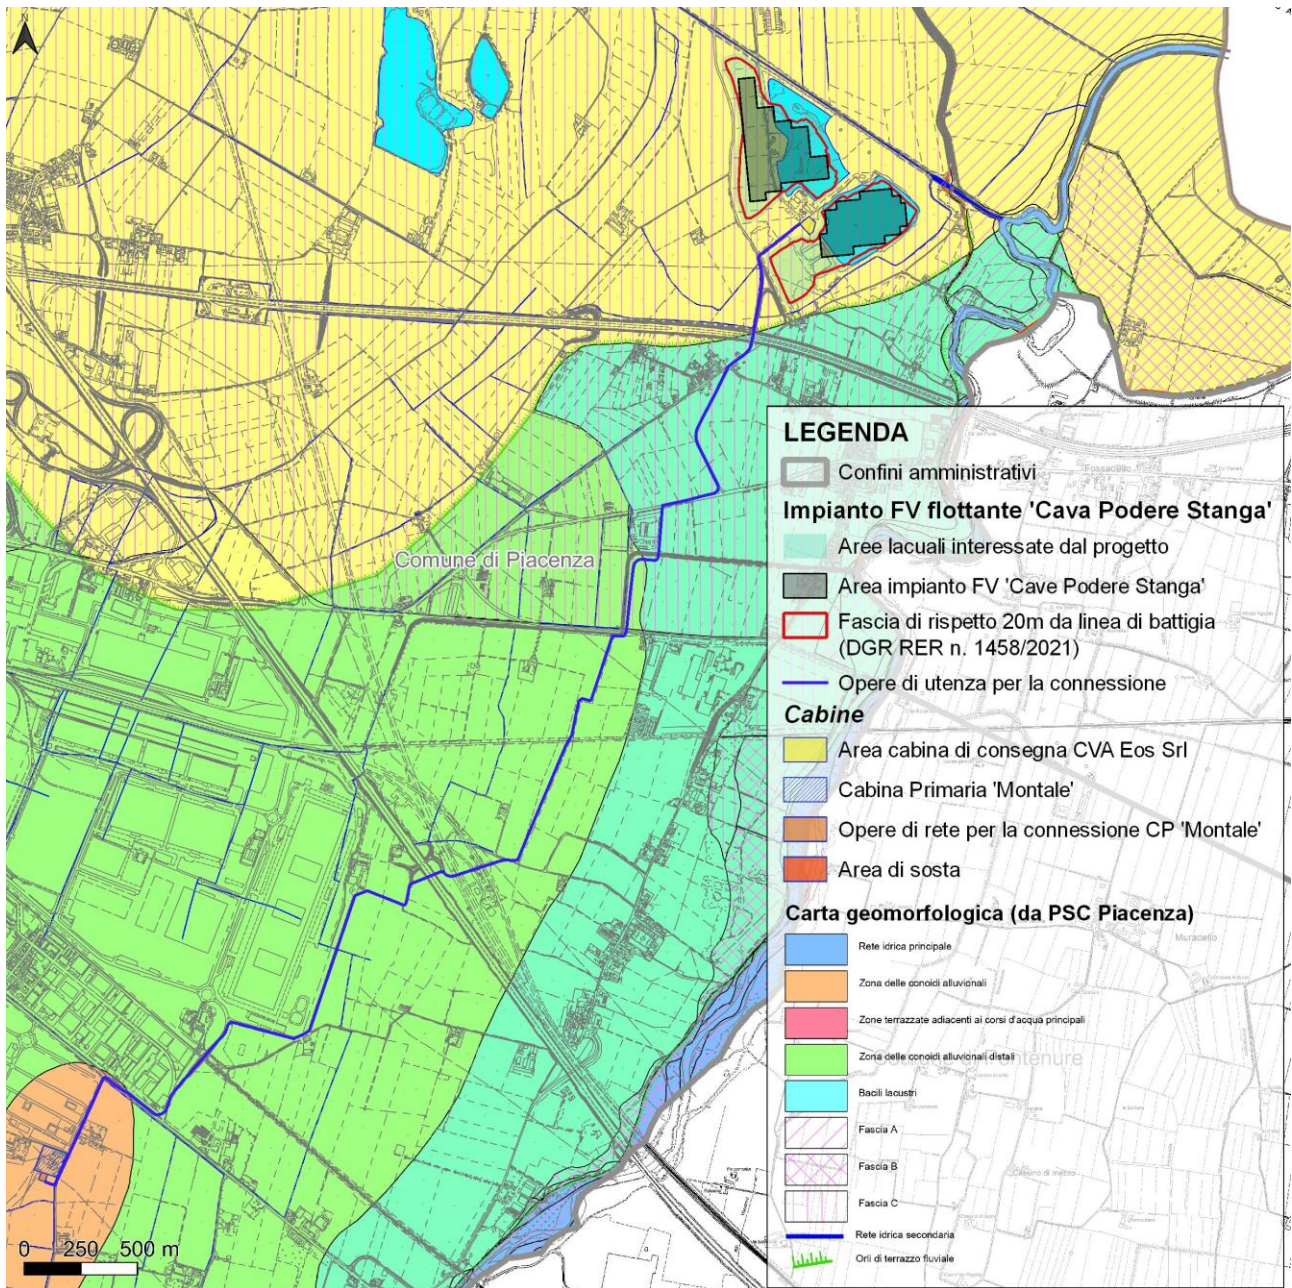 Comune di Piacenza
LEGENDA
Confini amministrativi
Fossadello
Impianto FV flottante 'Cava Podere Stanga'
Aree lacuali interessate dal progetto
Area impianto FV 'Cave Podere Stanga'
Fascia di rispetto 20m da linea di battigia
(DGR RER n. 1458/2021)
Opere di utenza per la connessione
Cabine
Area cabina di consegna CVA Eos Srl
Cabina Primaria 'Montale'
Opere di rete per la connessione CP 'Montale'
Area di sosta
Carta geomorfologica (da PSC Piacenza)
Rete idrica principale
Muracello
Zona delle conoidi alluvionali
Zone terrazzate adiacenti ai corsi d'acqua principali
Zona delle conoidi alluvionali distali
Bacili lacustri
Fascia A
Fascia B
Fascia C
Rete idrica secondaria
Orli di terrazzo fluviale
0 250 500 m